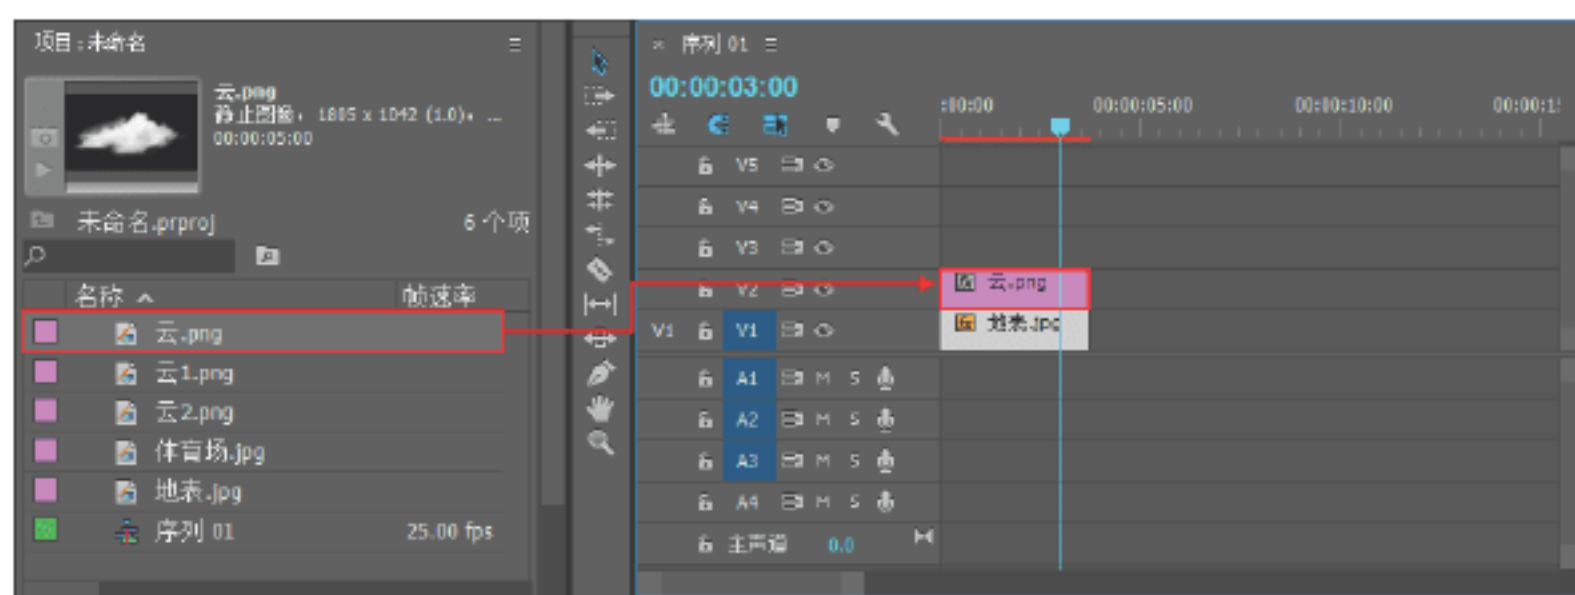 项目：未命名
云.png
静止图像，1885 x 1042 (1.0)，...
00:00:05:00
未命名.prproj
6 个项
名称
帧速率
云.png
云1.png
云2.png
体育场.jpg
地表.jpg
序列 01
25.00 fps
× 序列 01
00:00:03:00
:00:00
00:00:05:00
00:00:10:00
00:00:1
V5
V4
V3
V2
云.png
V1
V1
地表.jpg
A1 M S
A2 M S
A3 M S
A4 M S
主声道 0.0